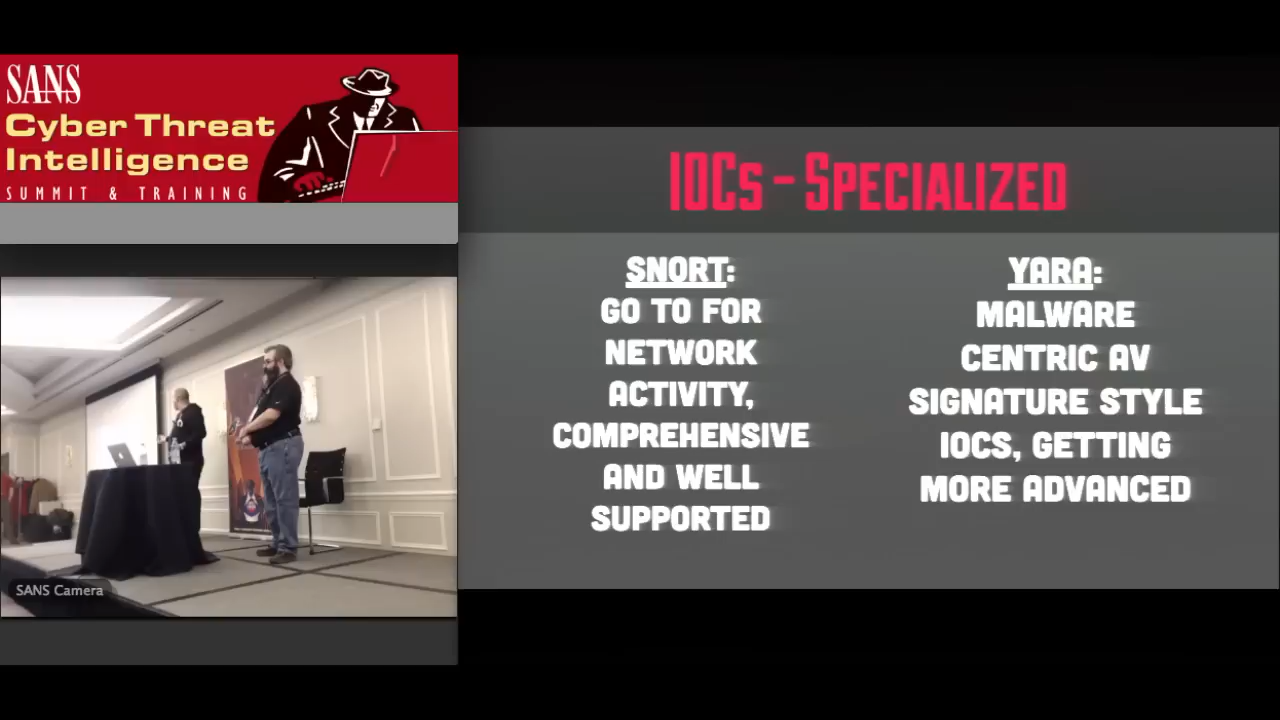 SANS
Cyber Threat
Intelligence
SUMMIT & TRAINING
SANS Camera
IOCs – Specialized
SNORT:
GO TO FOR
NETWORK
ACTIVITY,
COMPREHENSIVE
AND WELL
SUPPORTED
YARA:
MALWARE
CENTRIC AV
SIGNATURE STYLE
IOCS, GETTING
MORE ADVANCED